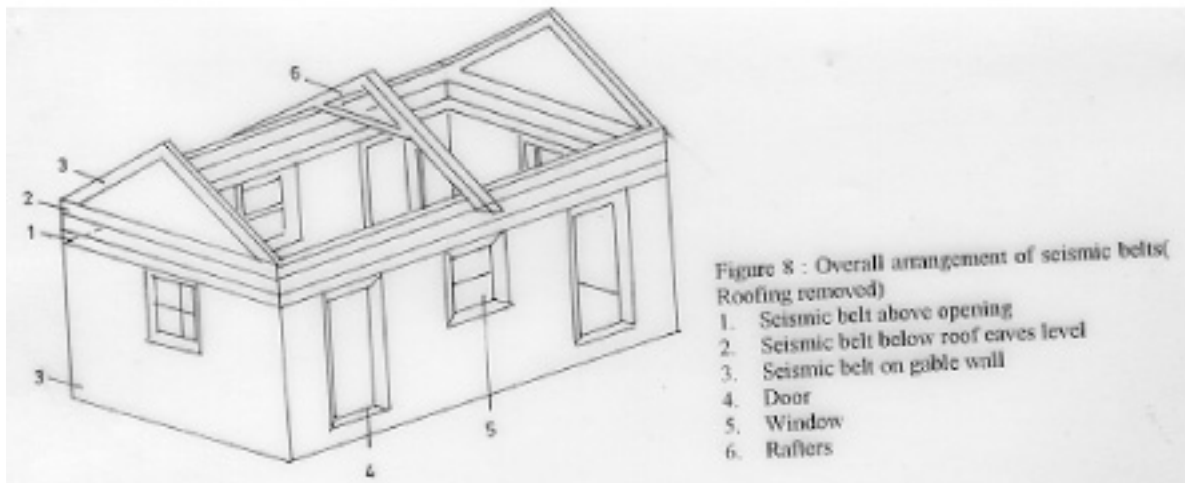 6
3
2
1
3
5
4
Figure 8 : Overall arrangement of seismic belts(
Roofing removed)
1. Seismic belt above opening
2. Seismic belt below roof eaves level
3. Seismic belt on gable wall
4. Door
5. Window
6. Rafters